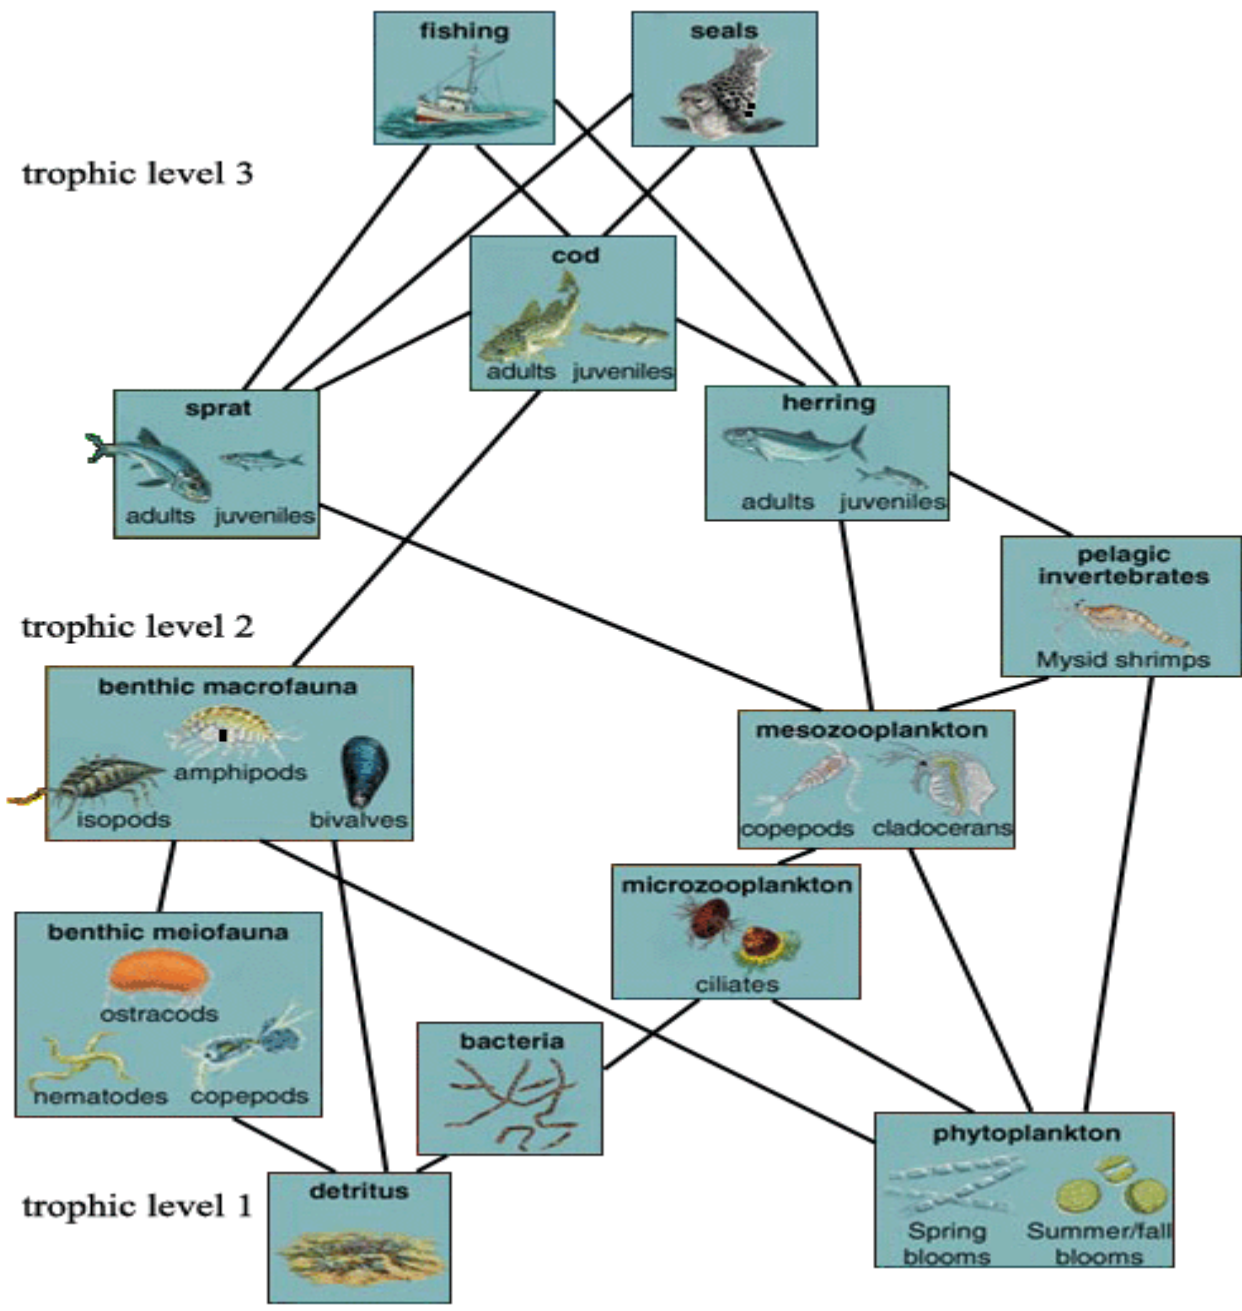 fishing
seals
trophic level 3
cod
adults juveniles
sprat
adults juveniles
herring
adults juveniles
pelagic
invertebrates
Mysid shrimps
trophic level 2
benthic macrofauna
amphipods
isopods
bivalves
mesozooplankton
copepods cladocerans
microzooplankton
ciliates
benthic meiofauna
ostracods
nematodes copepods
bacteria
phytoplankton
Spring
blooms
Summer/fall
blooms
detritus
trophic level 1